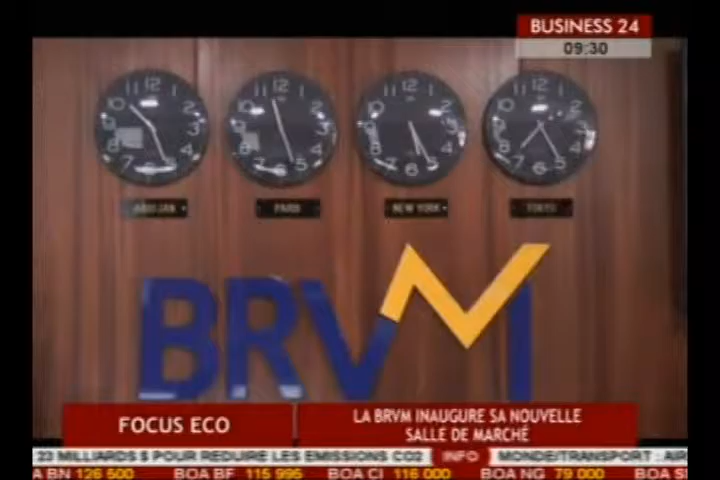 BUSINESS 24
09:30
ABIDJAN
PARIS
NEW YORK
TOKYO
BRVM
FOCUS ECO
LA BRVM INAUGURE SA NOUVELLE
SALLE DE MARCHÉ
23 MILLIARDS $ POUR REDUIRE LES EMISSIONS CO2 INFO MONDE/TRANSPORT : AIR
A BN 126 500 BOA BF 115 995 BOA CI 116 000 BOA NG 79 000 BOA S